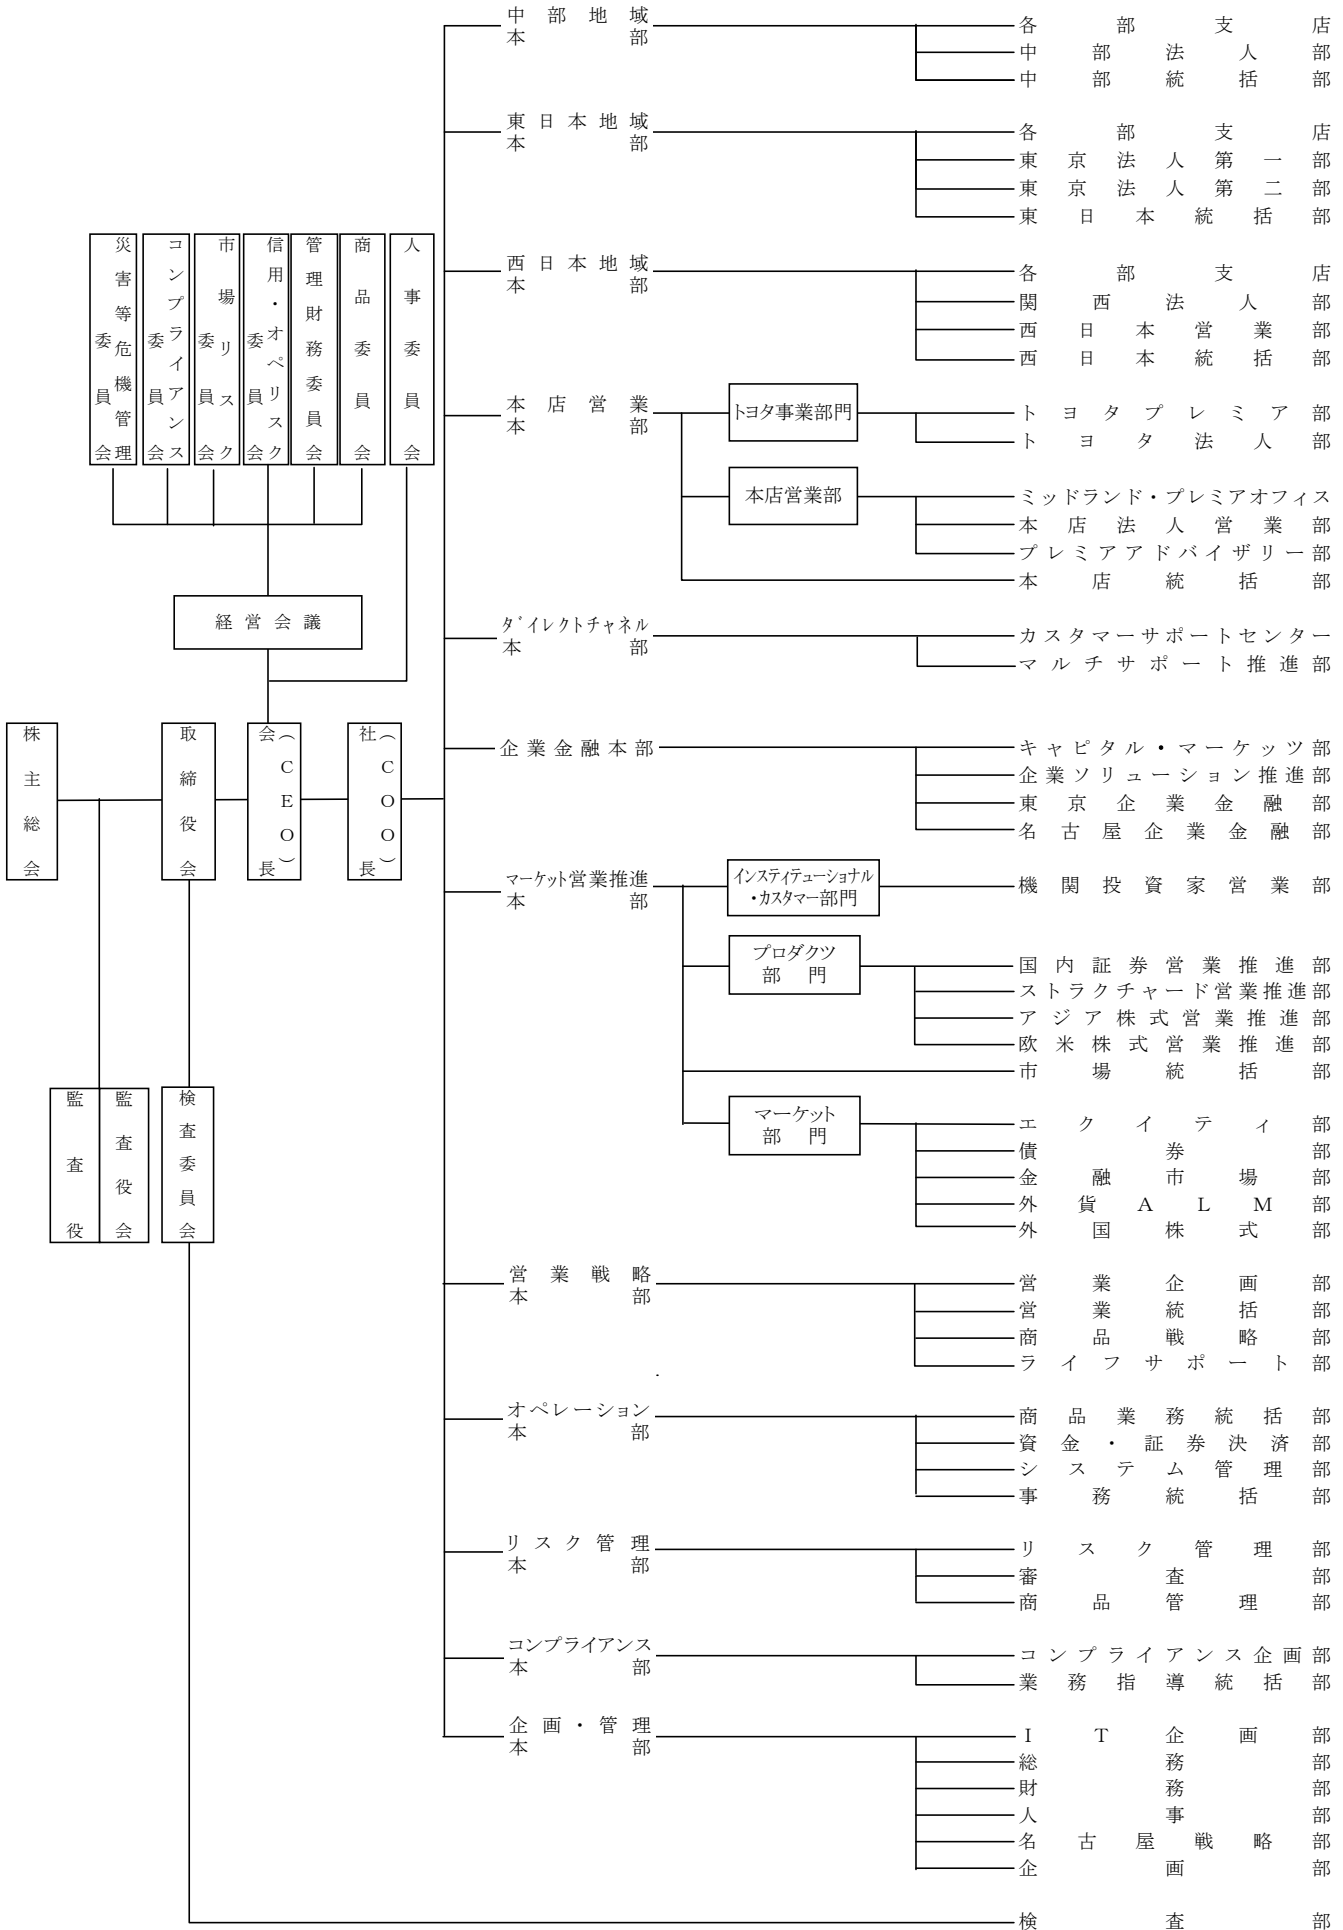 中部地域
本部
各部支店
中部法人部
中部統括部
東日本地域
本部
各部支店
東京法人第一部
東京法人第二部
東日本統括部
西日本地域
本部
各部支店
関西法人部
西日本営業部
西日本統括部
災害等危機管理
委員会
コンプライアンス
委員会
市場リスク
委員会
信用・オペリスク
委員会
管理財務委員会
商品委員会
人事委員会
本店営業
本部
トヨタ事業部門
トヨタプレミア部
トヨタ法人部
本店営業部
ミッドランド・プレミアオフィス
本店法人営業部
プレミアアドバイザリー部
本店統括部
経営会議
ダイレクトチャネル
本部
カスタマーサポートセンター
マルチサポート推進部
株主総会
取締役会
会長
（CEO）
社長
（COO）
企業金融本部
キャピタル・マーケッツ部
企業ソリューション推進部
東京企業金融部
名古屋企業金融部
マーケット営業推進
本部
インスティテューショナル
・カスタマー部門
機関投資家営業部
プロダクツ
部門
国内証券営業推進部
ストラクチャード営業推進部
アジア株式営業推進部
欧米株式営業推進部
市場統括部
マーケット
部門
エクイティ部
債券部
金融市場部
外貨ALM部
外国株式部
監査役
監査役会
検査委員会
営業戦略
本部
営業企画部
営業統括部
商品戦略部
ライフサポート部
オペレーション
本部
商品業務統括部
資金・証券決済部
システム管理部
事務統括部
リスク管理
本部
リスク管理部
審査部
商品管理部
コンプライアンス
本部
コンプライアンス企画部
業務指導統括部
企画・管理
本部
IT企画部
総務部
財務部
人事部
名古屋戦略部
企画部
検査部